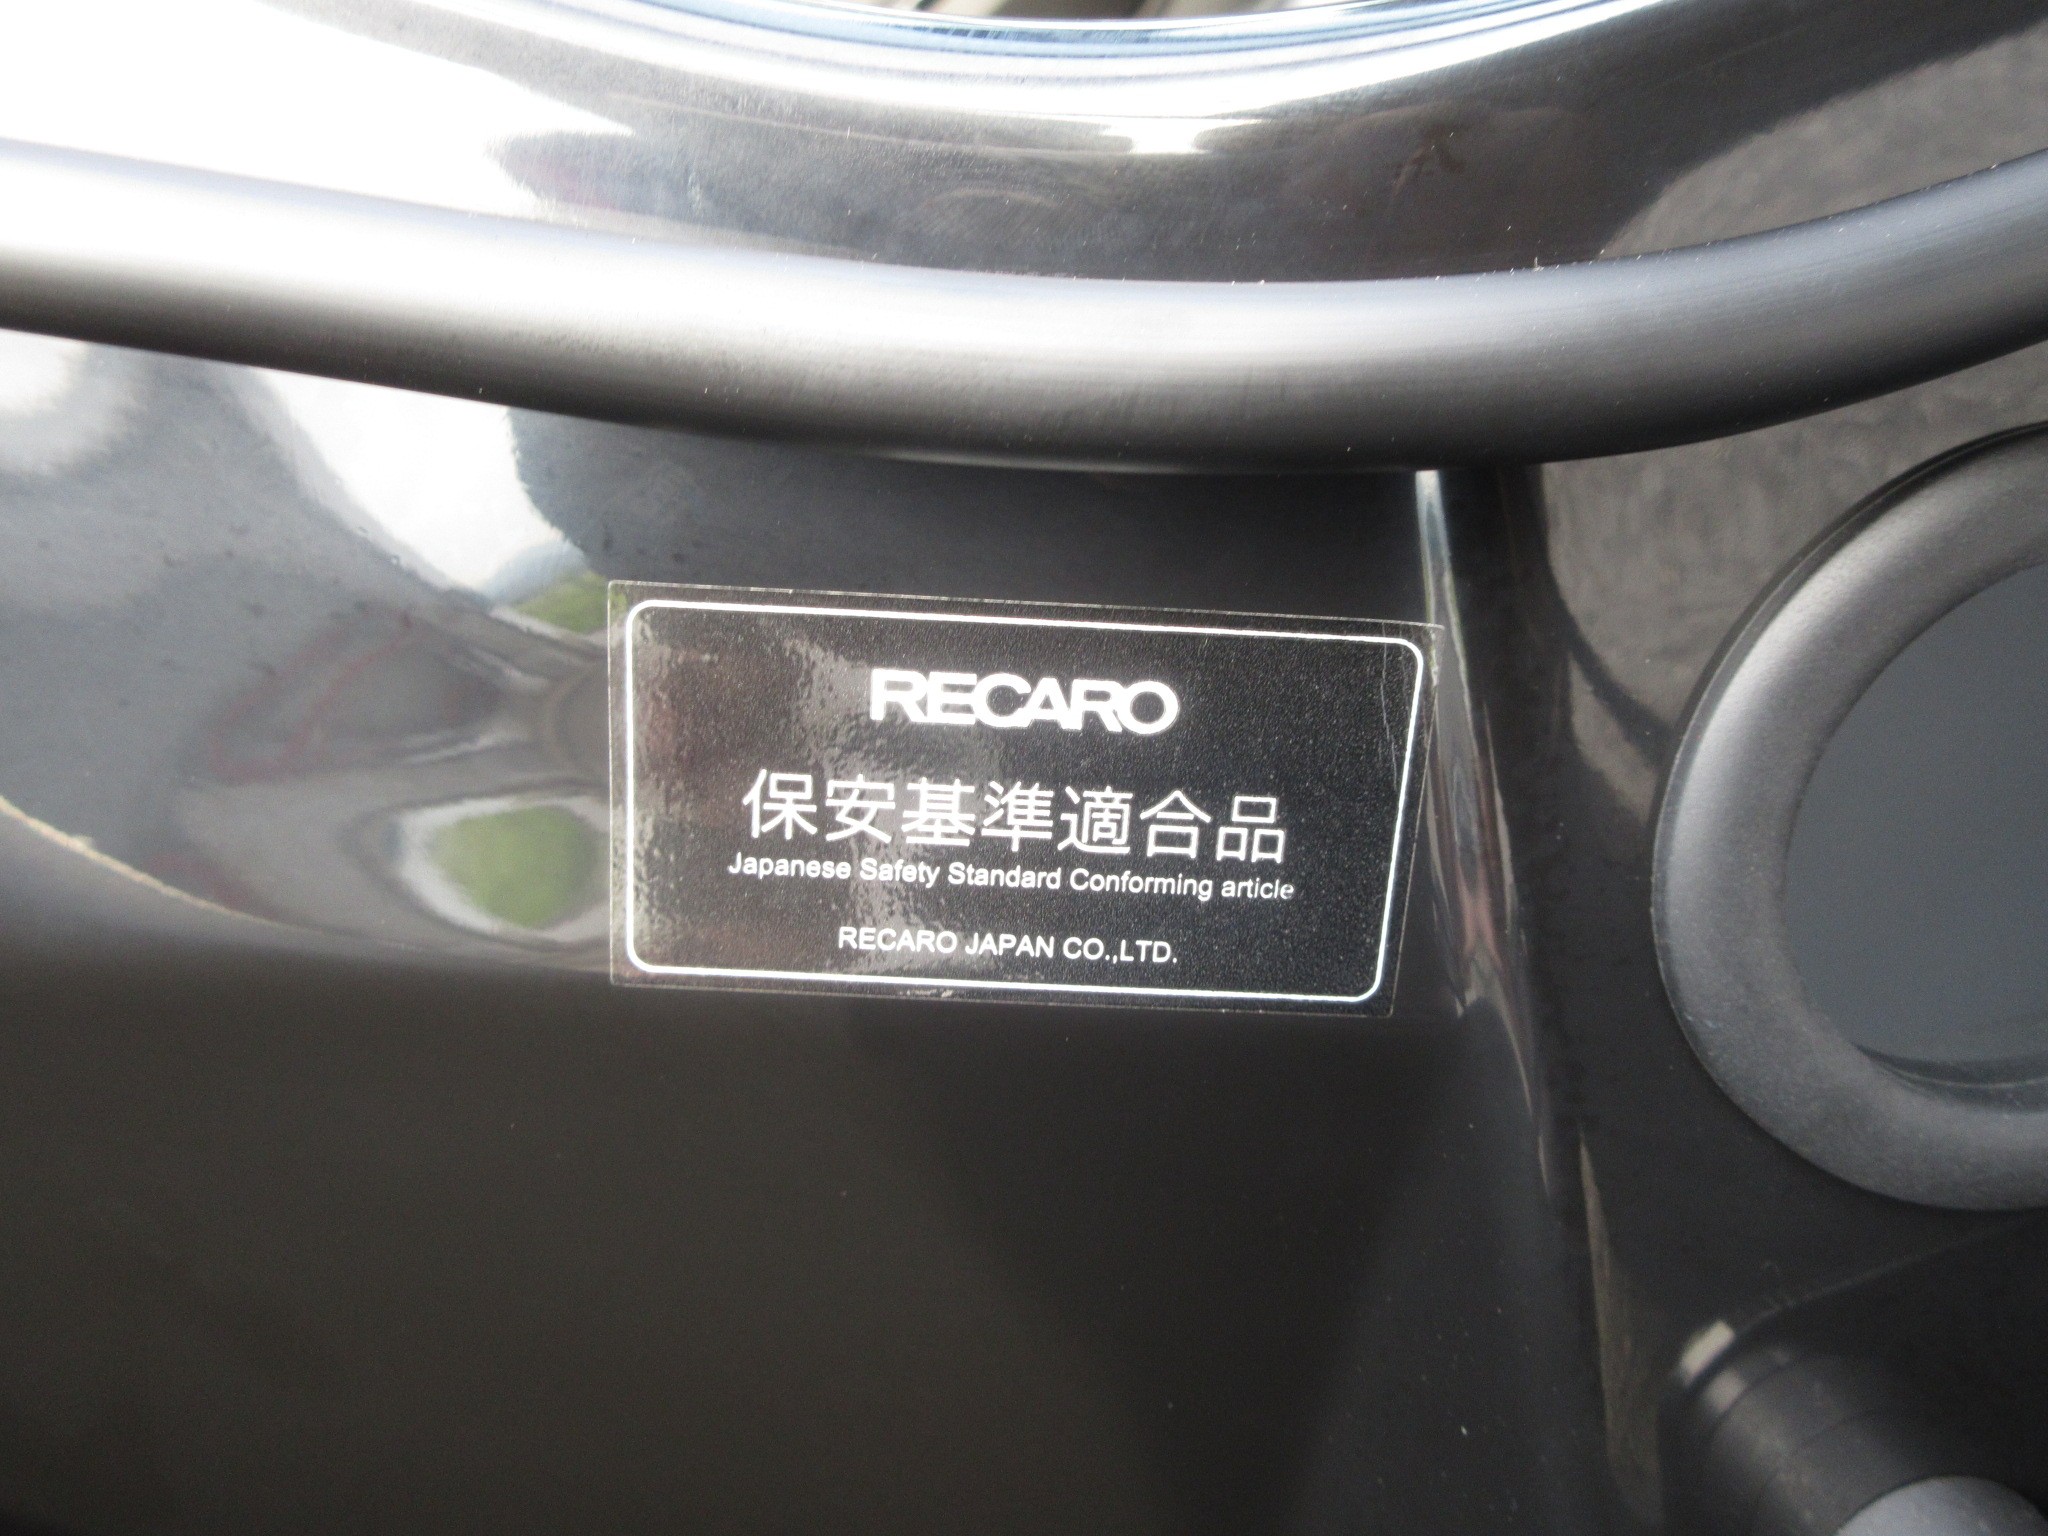 RECARO
保安基準適合品
Japanese Safety Standard Conforming article
RECARO JAPAN CO.,LTD.